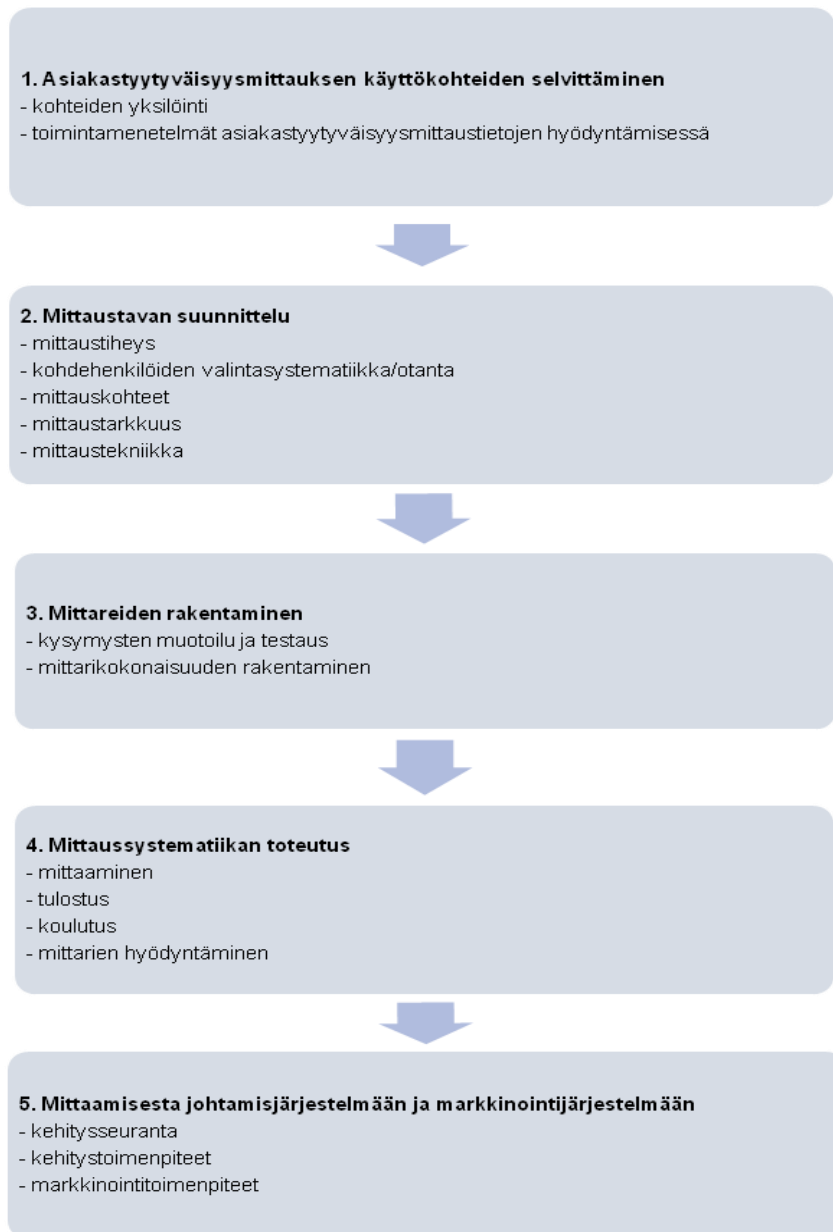 1. Asiakastyytyväisyysmittauksen käyttökohteiden selvittäminen
- kohteiden yksilöinti
- toimintamenetelmät asiakastyytyväisyysmittaustietojen hyödyntämisessä
2. Mittaustavan suunnittelu
- mittaustiheys
- kohdehenkilöiden valintasystematiikka/otanta
- mittauskohteet
- mittaustarkkuus
- mittaustekniikka
3. Mittareiden rakentaminen
- kysymysten muotoilu ja testaus
- mittarikokonaisuuden rakentaminen
4. Mittaussystematiikan toteutus
- mittaaminen
- tulostus
- koulutus
- mittarien hyödyntäminen
5. Mittaamisesta johtamisjärjestelmään ja markkinointijärjestelmään
- kehitysseuranta
- kehitystoimenpiteet
- markkinointitoimenpiteet